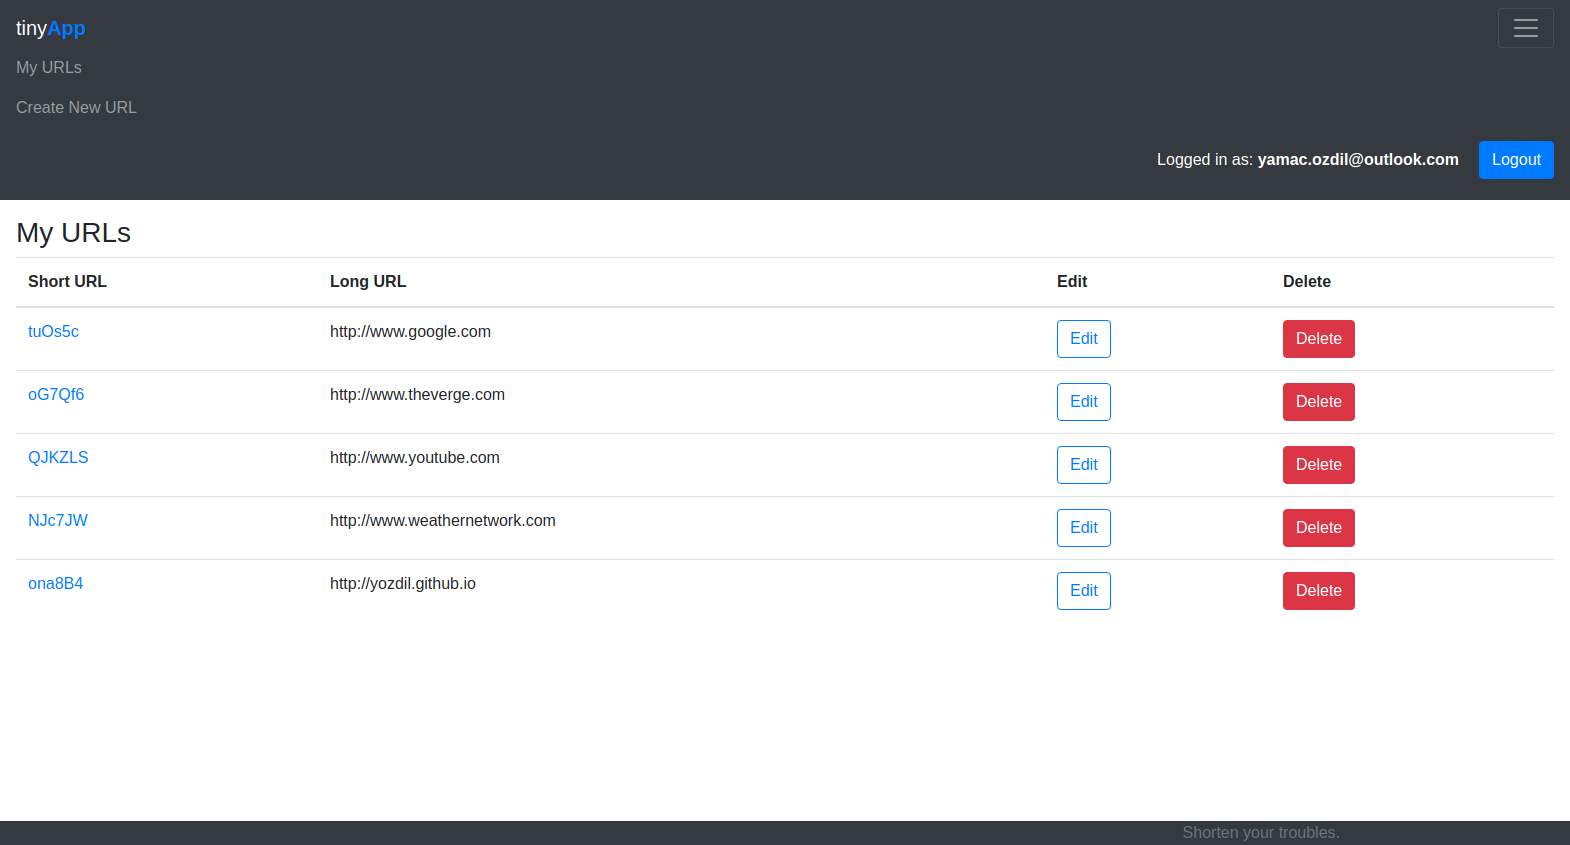 tinyApp
My URLs
Create New URL
Logged in as: yamac.ozdil@outlook.com Logout
My URLs
Short URL Long URL Edit Delete
tuOs5c http://www.google.com Edit Delete
oG7Qf6 http://www.theverge.com Edit Delete
QJKZLS http://www.youtube.com Edit Delete
NJc7JW http://www.weathernetwork.com Edit Delete
ona8B4 http://yozdil.github.io Edit Delete
Shorten your troubles.